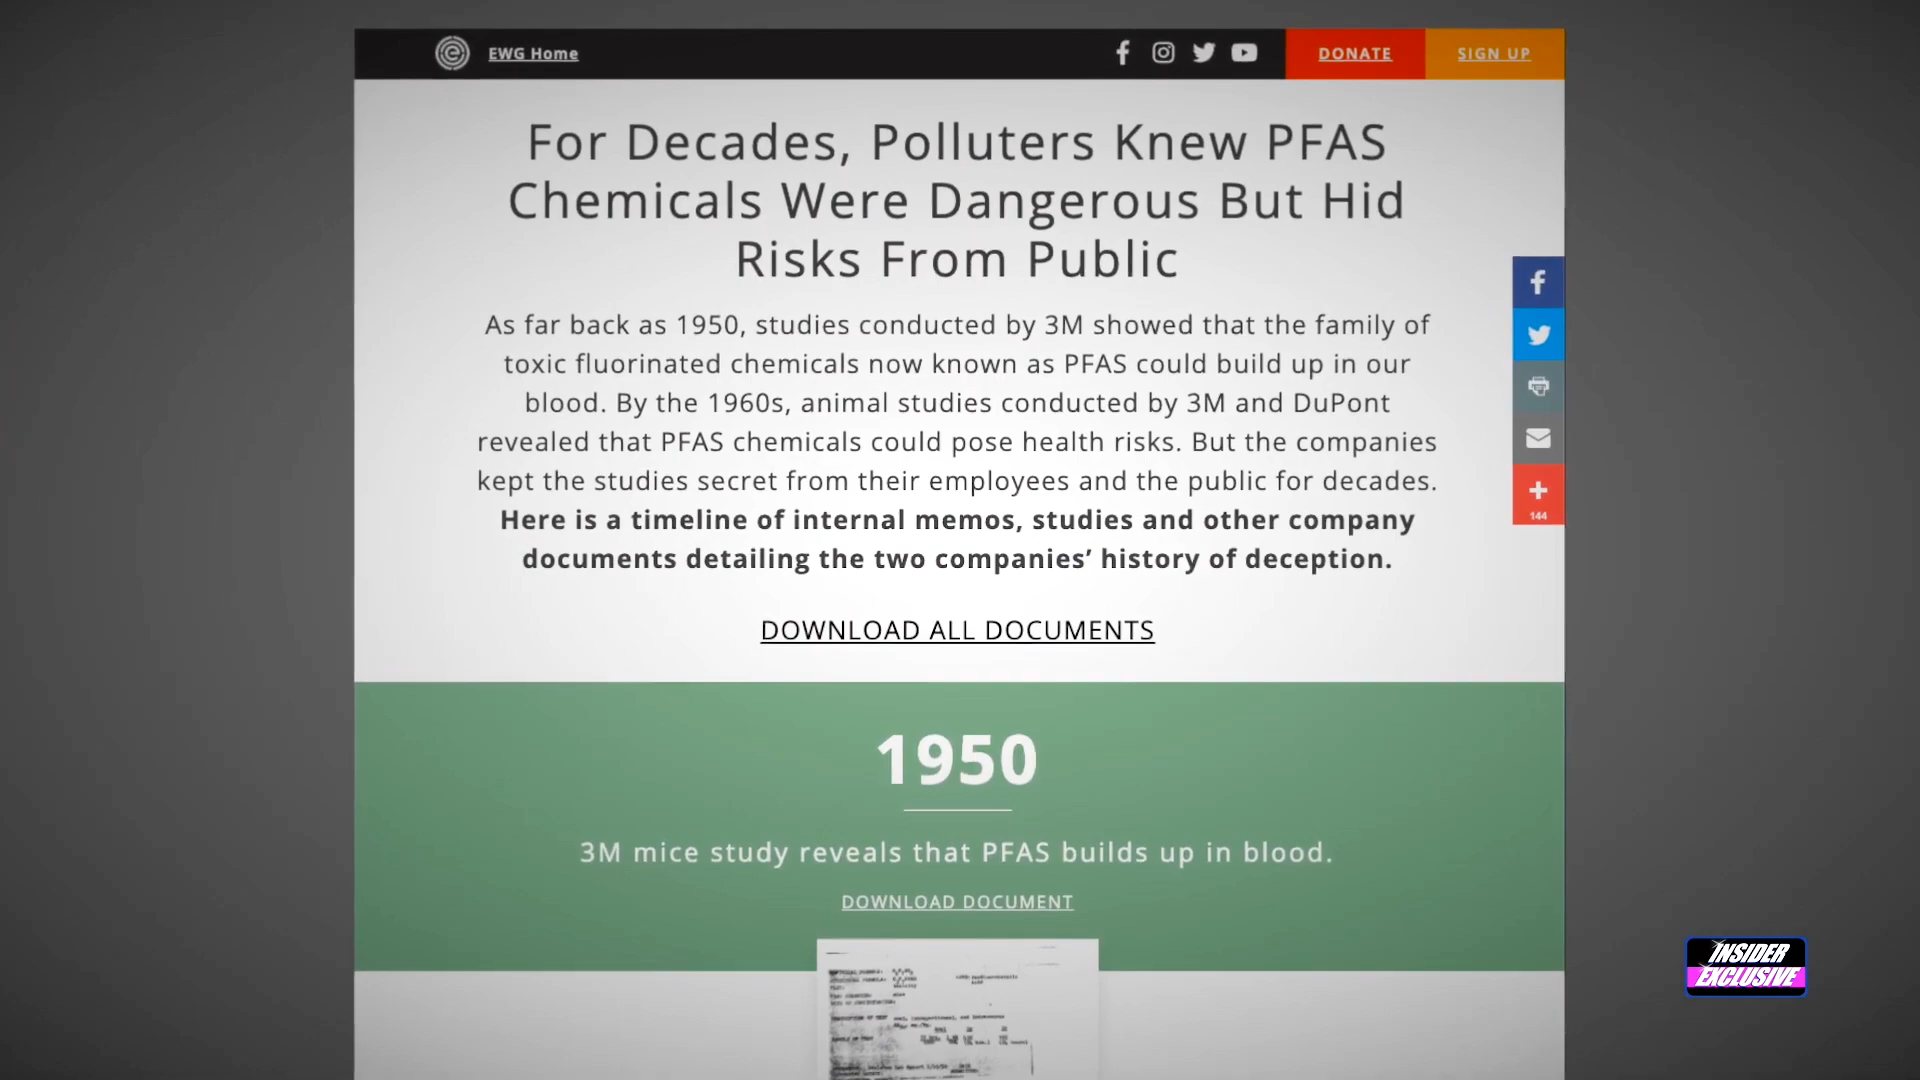 EWG Home
DONATE
SIGN UP
For Decades, Polluters Knew PFAS
Chemicals Were Dangerous But Hid
Risks From Public
As far back as 1950, studies conducted by 3M showed that the family of
toxic fluorinated chemicals now known as PFAS could build up in our
blood. By the 1960s, animal studies conducted by 3M and DuPont
revealed that PFAS chemicals could pose health risks. But the companies
kept the studies secret from their employees and the public for decades.
Here is a timeline of internal memos, studies and other company
documents detailing the two companies’ history of deception.
144
DOWNLOAD ALL DOCUMENTS
1950
3M mice study reveals that PFAS builds up in blood.
DOWNLOAD DOCUMENT
INSIDER
EXCLUSIVE